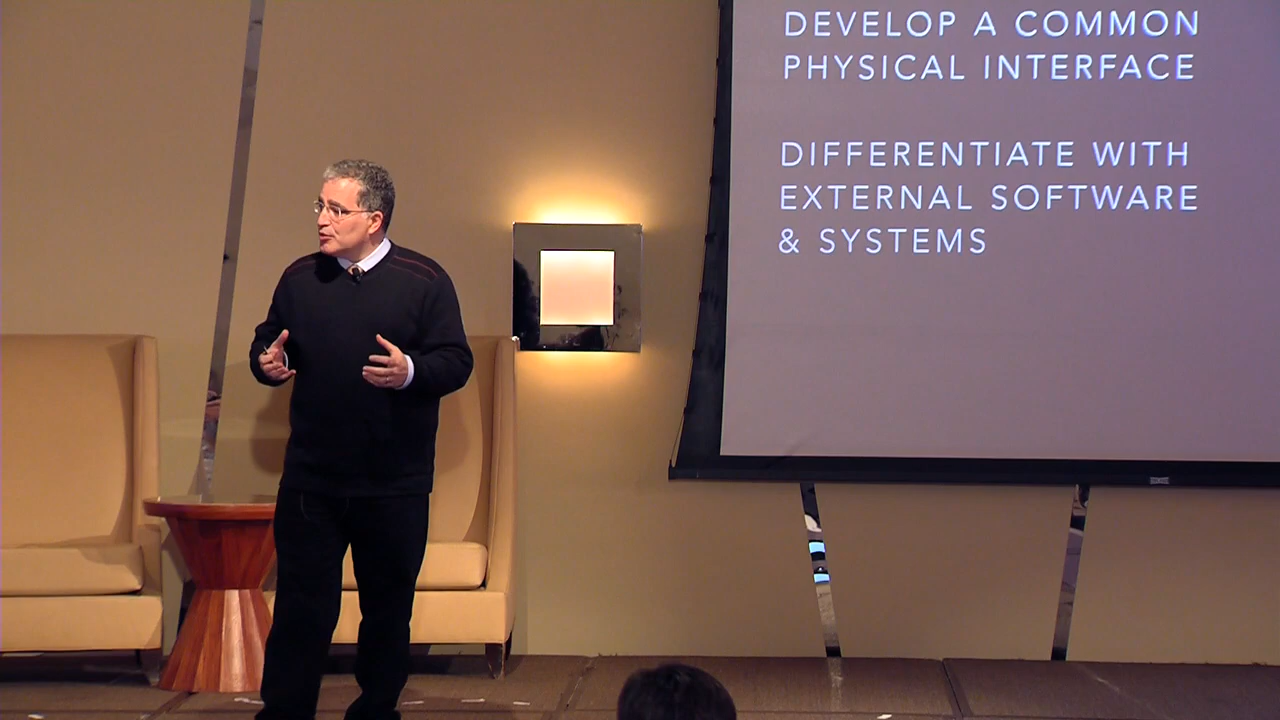 DEVELOP A COMMON
PHYSICAL INTERFACE
DIFFERENTIATE WITH
EXTERNAL SOFTWARE
& SYSTEMS